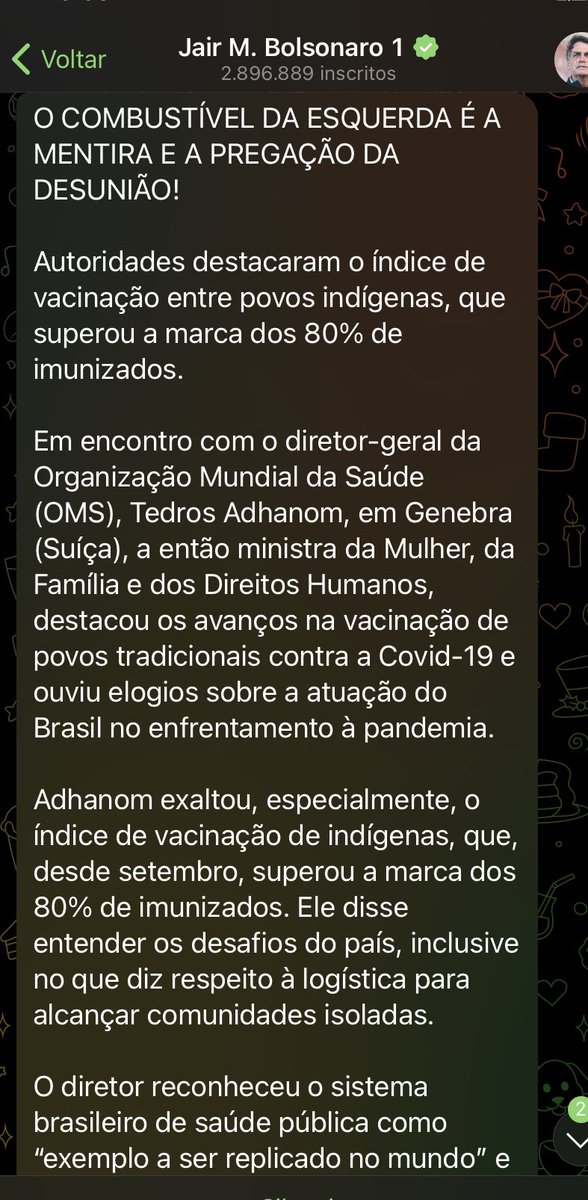 Voltar
Jair M. Bolsonaro 1
2.896.889 inscritos
O COMBUSTÍVEL DA ESQUERDA É A
MENTIRA E A PREGAÇÃO DA
DESUNIÃO!
Autoridades destacaram o índice de
vacinação entre povos indígenas, que
superou a marca dos 80% de
imunizados.
Em encontro com o diretor-geral da
Organização Mundial da Saúde
(OMS), Tedros Adhanom, em Genebra
(Suíça), a então ministra da Mulher, da
Família e dos Direitos Humanos,
destacou os avanços na vacinação de
povos tradicionais contra a Covid-19 e
ouviu elogios sobre a atuação do
Brasil no enfrentamento à pandemia.
Adhanom exaltou, especialmente, o
índice de vacinação de indígenas, que,
desde setembro, superou a marca dos
80% de imunizados. Ele disse
entender os desafios do país, inclusive
no que diz respeito à logística para
alcançar comunidades isoladas.
O diretor reconheceu o sistema
brasileiro de saúde pública como
“exemplo a ser replicado no mundo” e
2